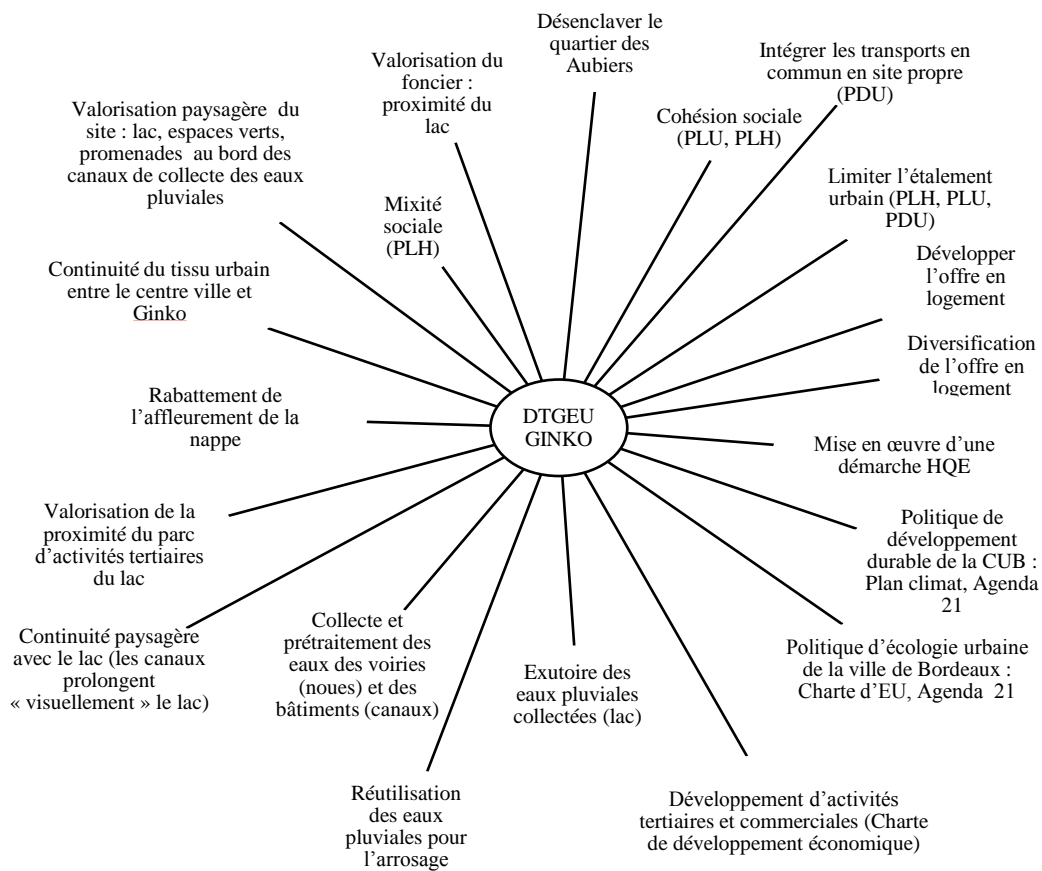 Désenclaver le
quartier des
Aubiers
Valorisation du
foncier :
proximité du
lac
Intégrer les transports en
commun en site propre
(PDU)
Valorisation paysagère du
site : lac, espaces verts,
promenades au bord des
canaux de collecte des eaux
pluviales
Cohésion sociale
(PLU, PLH)
Mixité
sociale
(PLH)
Limiter l’étalement
urbain (PLH, PLU,
PDU)
Continuité du tissu urbain
entre le centre ville et
Ginko
Développer
l’offre en
logement
Diversification
de l’offre en
logement
Rabattement de
l’affleurement de la
nappe
DTGEU
GINKO
Mise en œuvre d’une
démarche HQE
Valorisation de la
proximité du parc
d’activités tertiaires
du lac
Politique de
développement
durable de la CUB :
Plan climat, Agenda
21
Continuité paysagère
avec le lac (les canaux
prolongent
« visuellement » le lac)
Collecte et
prétraitement des
eaux des voiries
(noues) et des
bâtiments (canaux)
Exutoire des
eaux pluviales
collectées (lac)
Politique d’écologie urbaine
de la ville de Bordeaux :
Charte d’EU, Agenda 21
Réutilisation
des eaux
pluviales pour
l’arrosage
Développement d’activités
tertiaires et commerciales (Charte
de développement économique)